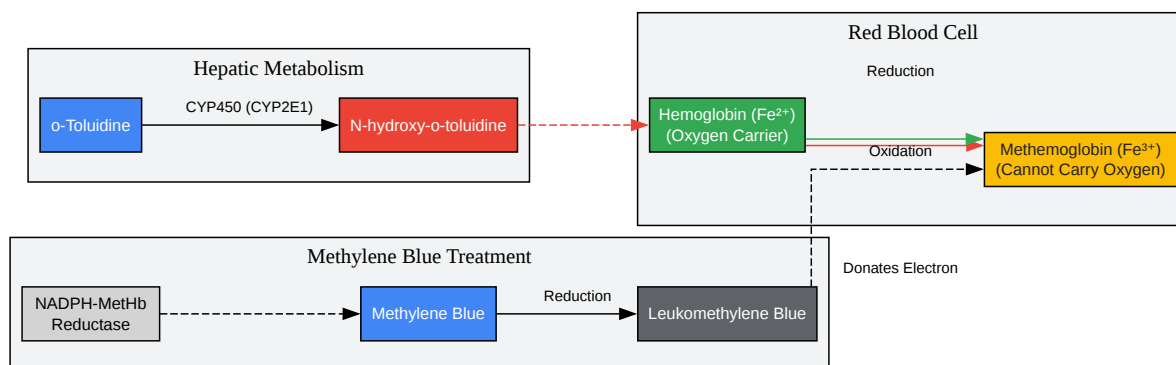 Red Blood Cell
Hepatic Metabolism
Reduction
CYP450 (CYP2E1)
o-Toluidine
N-hydroxy-o-toluidine
Hemoglobin (Fe²⁺)
(Oxygen Carrier)
Oxidation
Methemoglobin (Fe³⁺)
(Cannot Carry Oxygen)
Methylene Blue Treatment
Donates Electron
NADPH-MetHb
Reductase
Methylene Blue
Reduction
Leukomethylene Blue